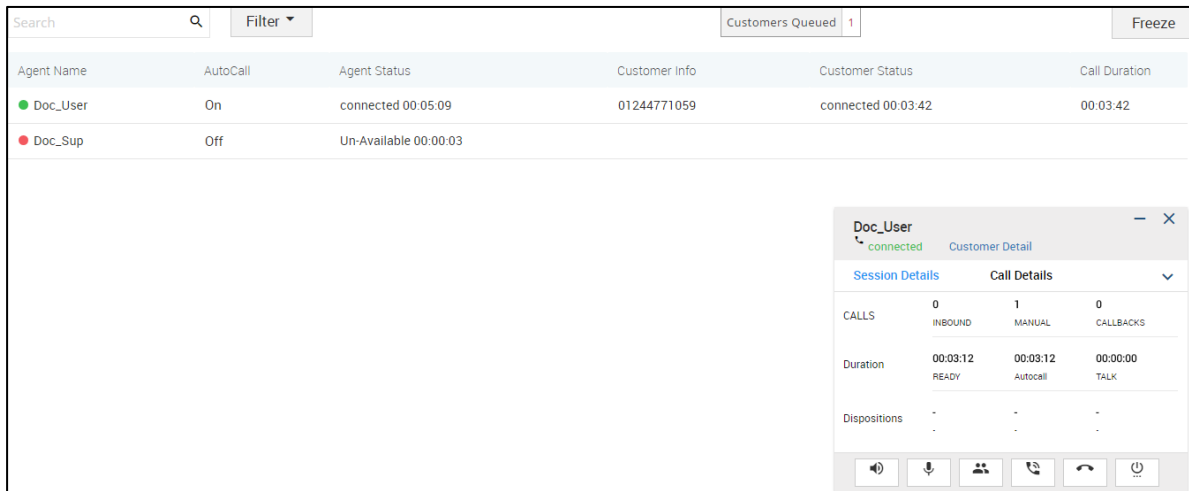 Search Filter Customers Queued 1 Freeze
Agent Name AutoCall Agent Status Customer Info Customer Status Call Duration
Doc_User On connected 00:05:09 01244771059 connected 00:03:42 00:03:42
Doc_Sup Off Un-Available 00:00:03
Doc_User
connected Customer Detail
Session Details Call Details
CALLS 0 1 0
INBOUND MANUAL CALLBACKS
Duration 00:03:12 00:03:12 00:00:00
READY Autocall TALK
Dispositions - - -
- - -